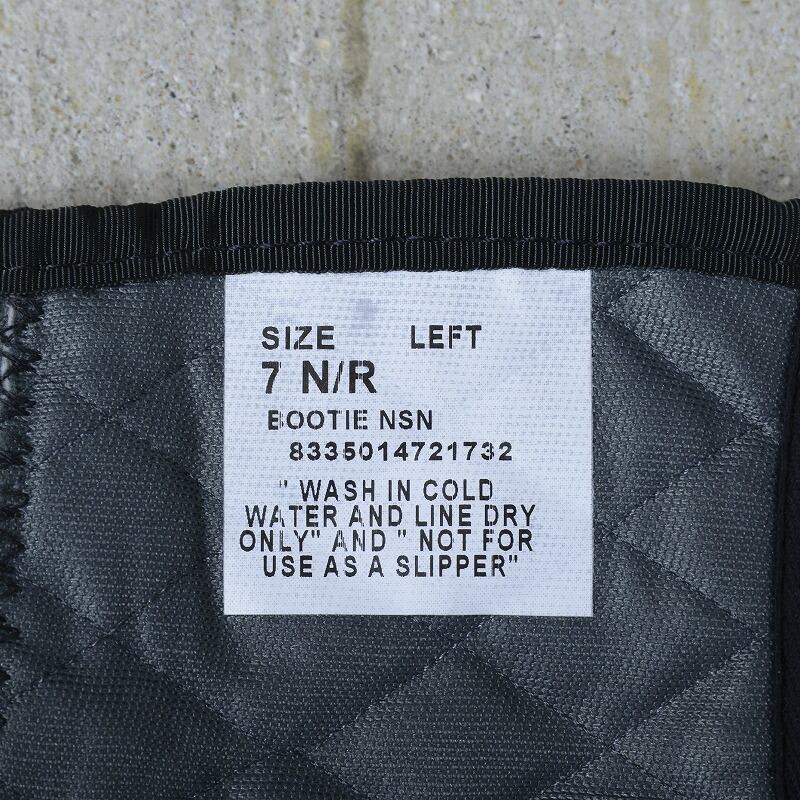 SIZE LEFT
7 N/R
BOOTIE NSN
8335014721732
" WASH IN COLD
WATER AND LINE DRY
ONLY" AND " NOT FOR
USE AS A SLIPPER"